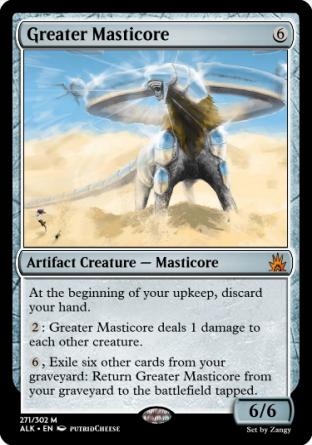 Greater Masticore 6
Artifact Creature — Masticore
At the beginning of your upkeep, discard
your hand.
2: Greater Masticore deals 1 damage to
each other creature.
6, Exile six other cards from your
graveyard: Return Greater Masticore from
your graveyard to the battlefield tapped.
6/6
271/302 M
ALK • EN PUTRIDCHEESE
Set by Zangy